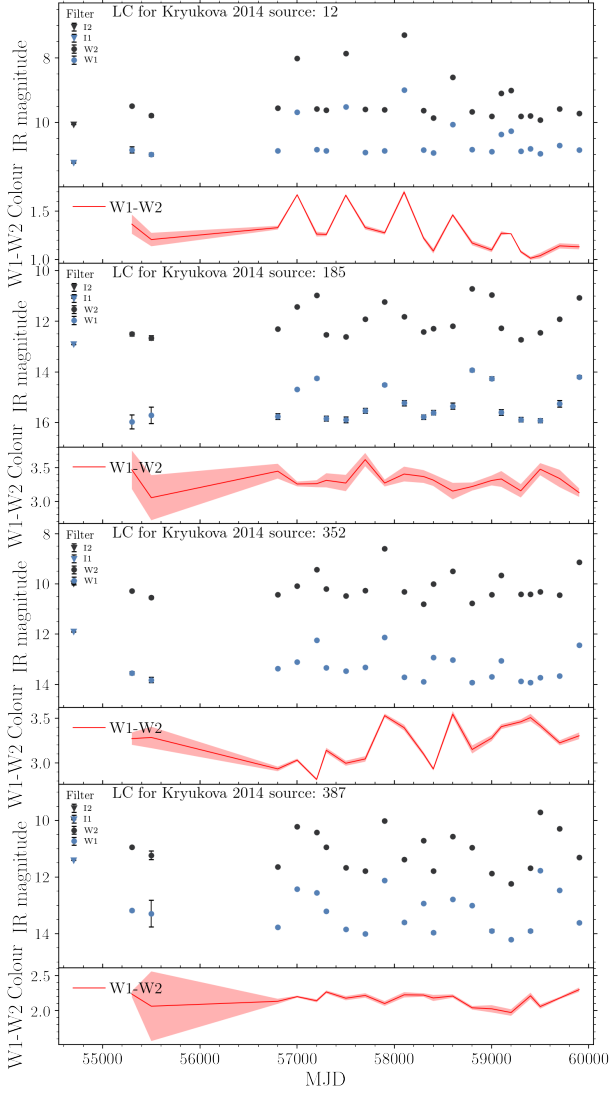 LC for Kryukova 2014 source: 12
Filter
I2
I1
W2
W1
8
10
IR magnitude
W1-W2
1.5
1.0
W1-W2 Colour
LC for Kryukova 2014 source: 185
Filter
I2
I1
W2
W1
10
12
14
16
IR magnitude
W1-W2
3.5
3.0
W1-W2 Colour
LC for Kryukova 2014 source: 352
Filter
I2
I1
W2
W1
8
10
12
14
IR magnitude
W1-W2
3.5
3.0
W1-W2 Colour
LC for Kryukova 2014 source: 387
Filter
I2
I1
W2
W1
10
12
14
IR magnitude
W1-W2
2.5
2.0
W1-W2 Colour
55000 56000 57000 58000 59000 60000
MJD